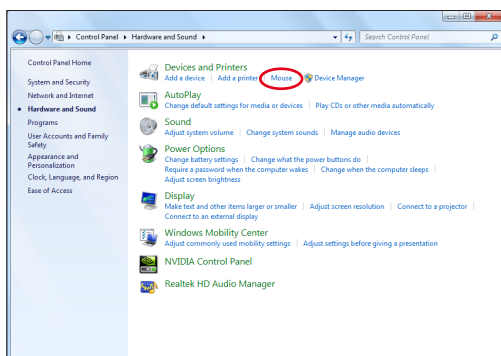 Control Panel ▸ Hardware and Sound ▸
Search Control Panel
Control Panel Home
System and Security
Network and Internet
Hardware and Sound
Programs
User Accounts and Family
Safety
Appearance and
Personalization
Clock, Language, and Region
Ease of Access
Devices and Printers
Add a device | Add a printer | Mouse | Device Manager
AutoPlay
Change default settings for media or devices | Play CDs or other media automatically
Sound
Adjust system volume | Change system sounds | Manage audio devices
Power Options
Change battery settings | Change what the power buttons do |
Require a password when the computer wakes | Change when the computer sleeps |
Adjust screen brightness
Display
Make text and other items larger or smaller | Adjust screen resolution | Connect to a projector |
Connect to an external display
Windows Mobility Center
Adjust commonly used mobility settings | Adjust settings before giving a presentation
NVIDIA Control Panel
Realtek HD Audio Manager